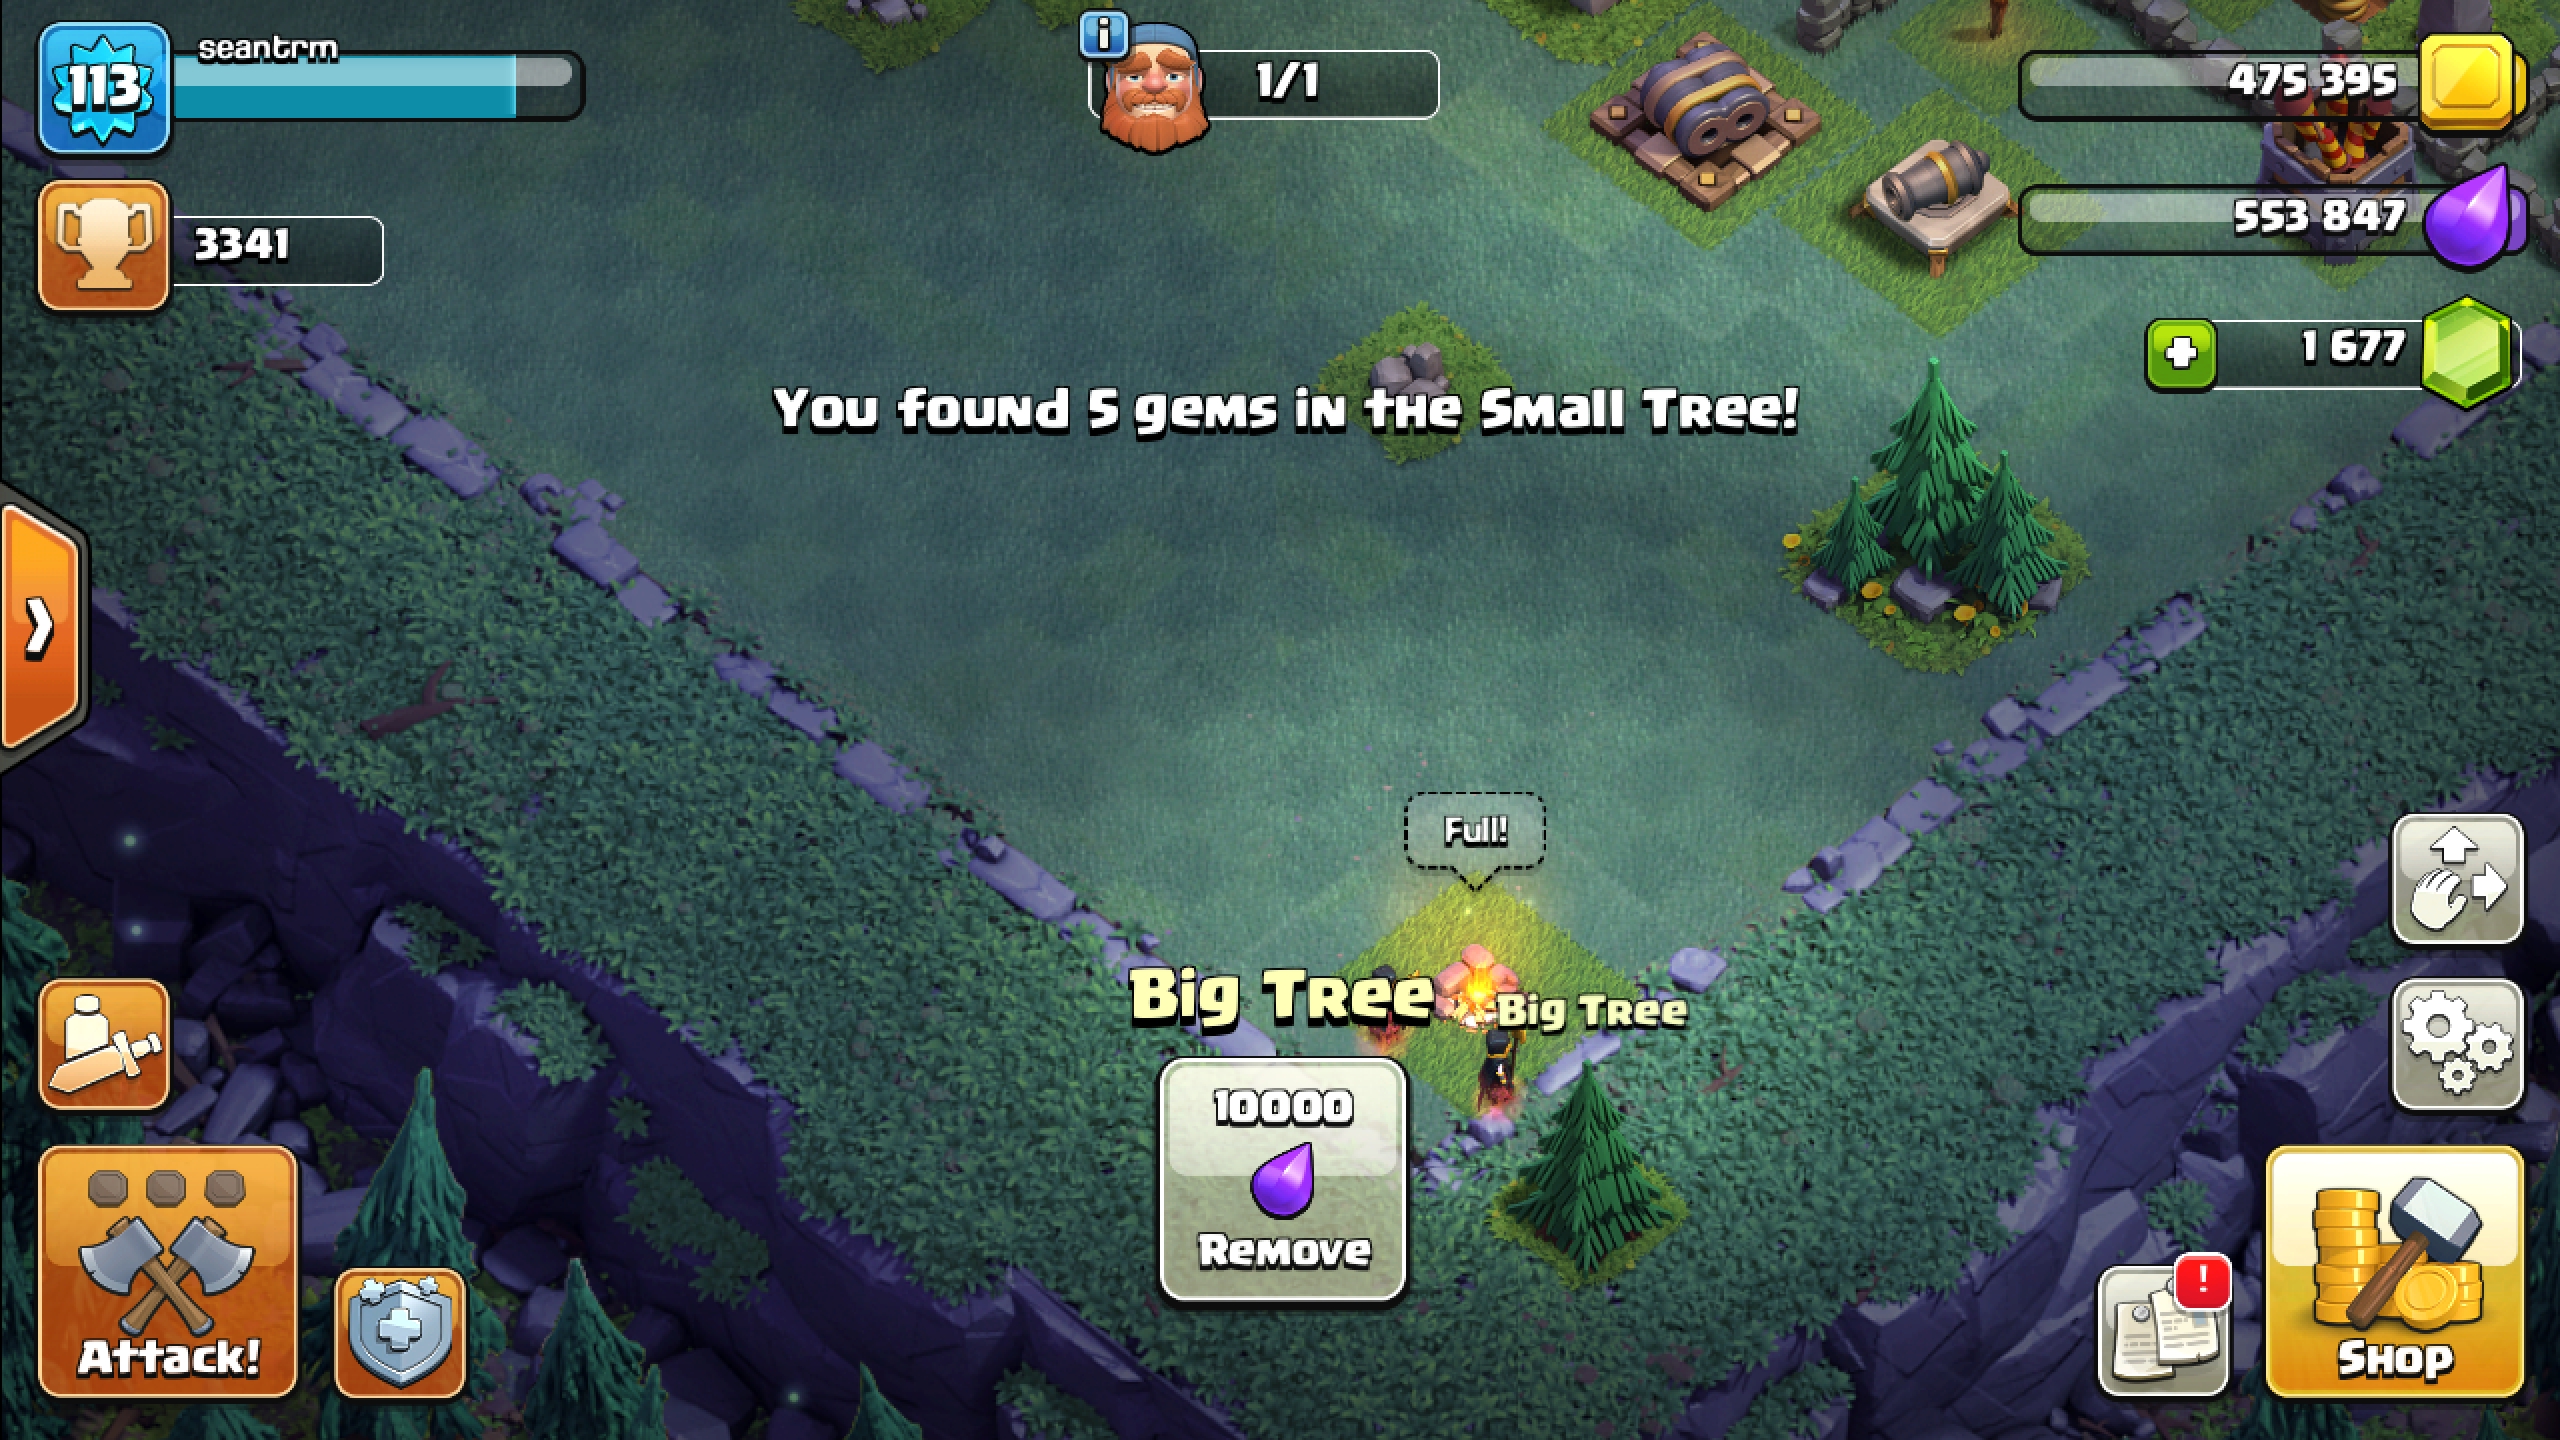 113
seantrm
i
1/1
475 395
3341
553 847
1 677
You found 5 gems in the Small Tree!
Full!
Big Tree
Big Tree
10000
Remove
Attack!
!
Shop